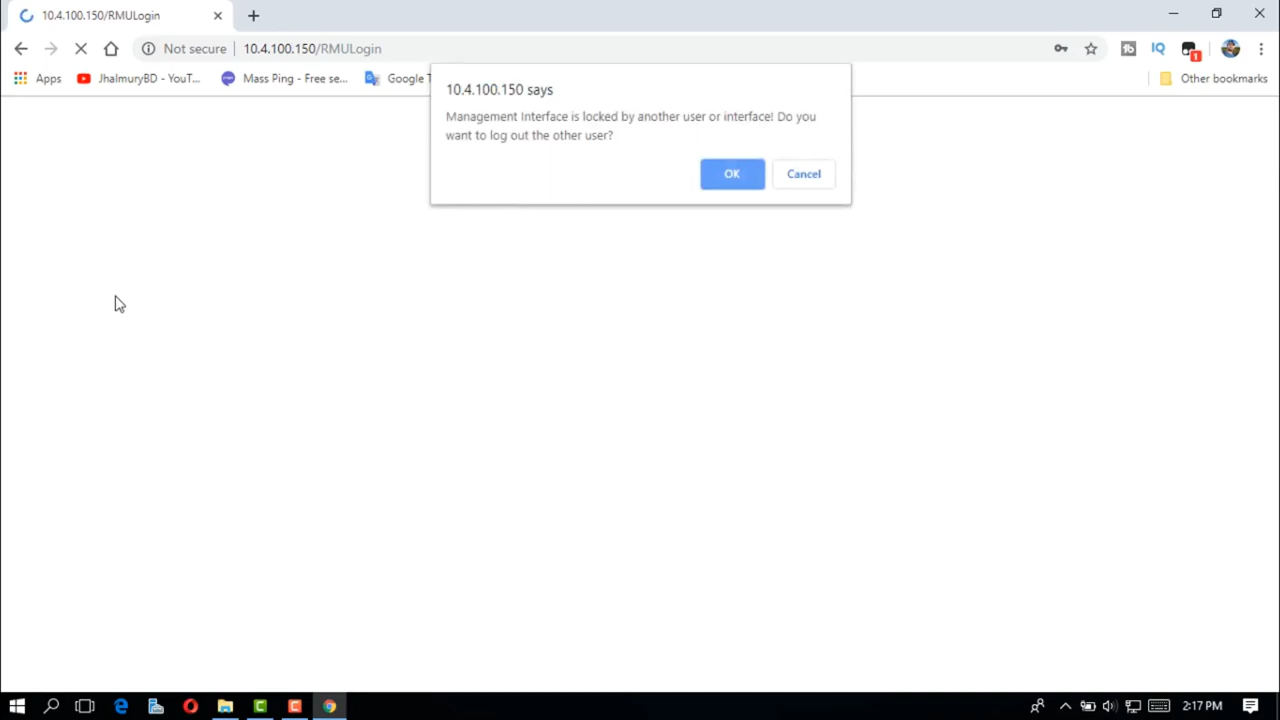 10.4.100.150/RMULogin
Not secure
10.4.100.150/RMULogin
Apps
JhalmuryBD - YouT...
Mass Ping - Free se...
Google T
Other bookmarks
1
10.4.100.150 says
Management Interface is locked by another user or interface! Do you
want to log out the other user?
OK
Cancel
2:17 PM